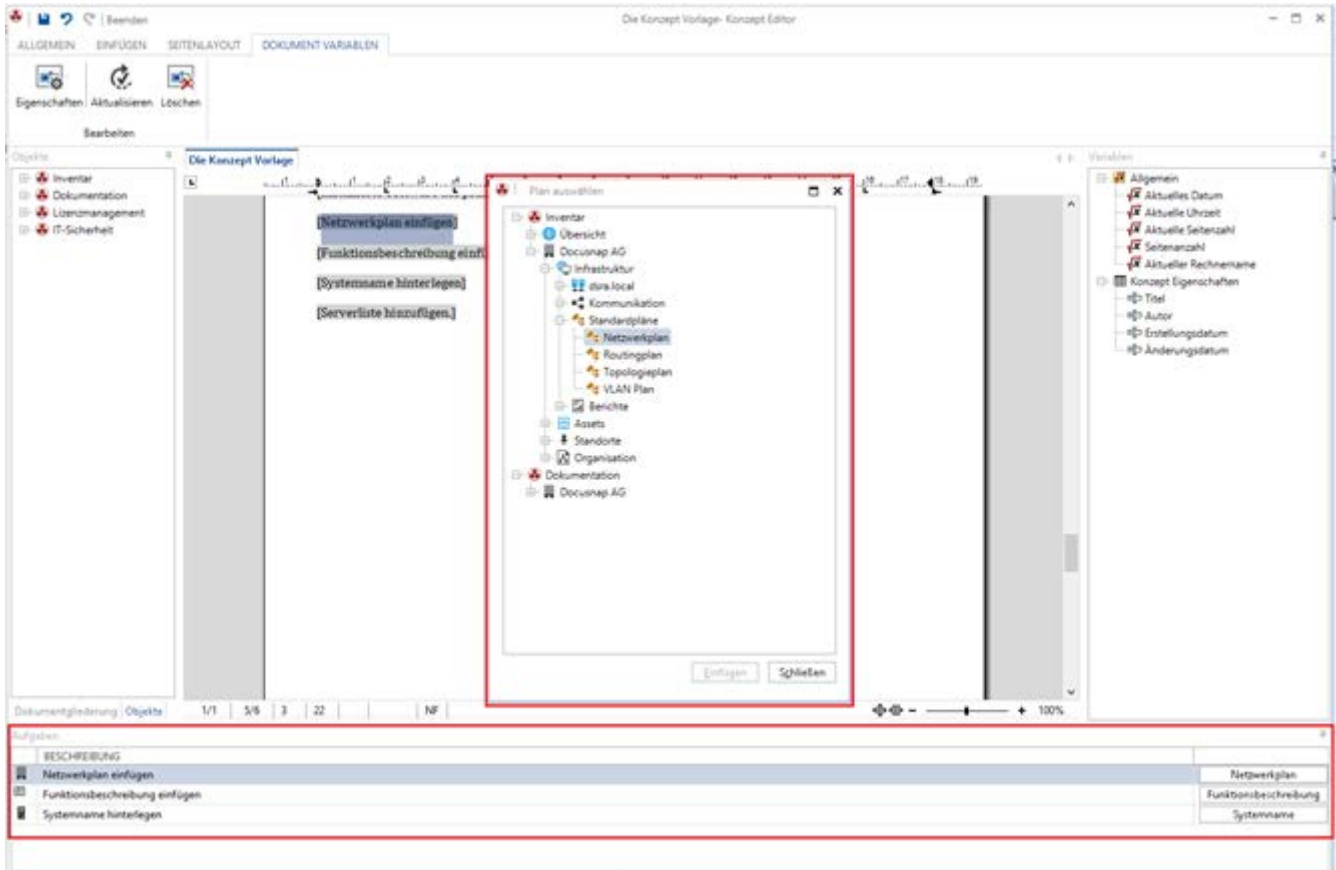 Beenden
Die Konzept Vorlage- Konzept Editor
ALLGEMEIN EINFÜGEN SEITENLAYOUT DOKUMENT VARIABLEN
Eigenschaften Aktualisieren Löschen
Bearbeiten
Objekte
Inventar
Dokumentation
Lizenzmanagement
IT-Sicherheit
Dokumentgliederung Objekte
Die Konzept Vorlage
[Netzwerkplan einfügen]
[Funktionsbeschreibung einf
[Systemname hinterlegen]
[Serverliste hinzufügen.]
1/1 5/6 3 22 NF
100%
Plan auswählen
Inventar
Übersicht
Docusnap AG
Infrastruktur
dsra.local
Kommunikation
Standardpläne
Netzwerkplan
Routingplan
Topologieplan
VLAN Plan
Berichte
Assets
Standorte
Organisation
Dokumentation
Docusnap AG
Einfügen Schließen
Variablen
Allgemein
Aktuelles Datum
Aktuelle Uhrzeit
Aktuelle Seitenzahl
Seitenanzahl
Aktueller Rechnername
Konzept Eigenschaften
Titel
Autor
Erstellungsdatum
Änderungsdatum
Aufgaben
BESCHREIBUNG
Netzwerkplan einfügen Netzwerkplan
Funktionsbeschreibung einfügen Funktionsbeschreibung
Systemname hinterlegen Systemname